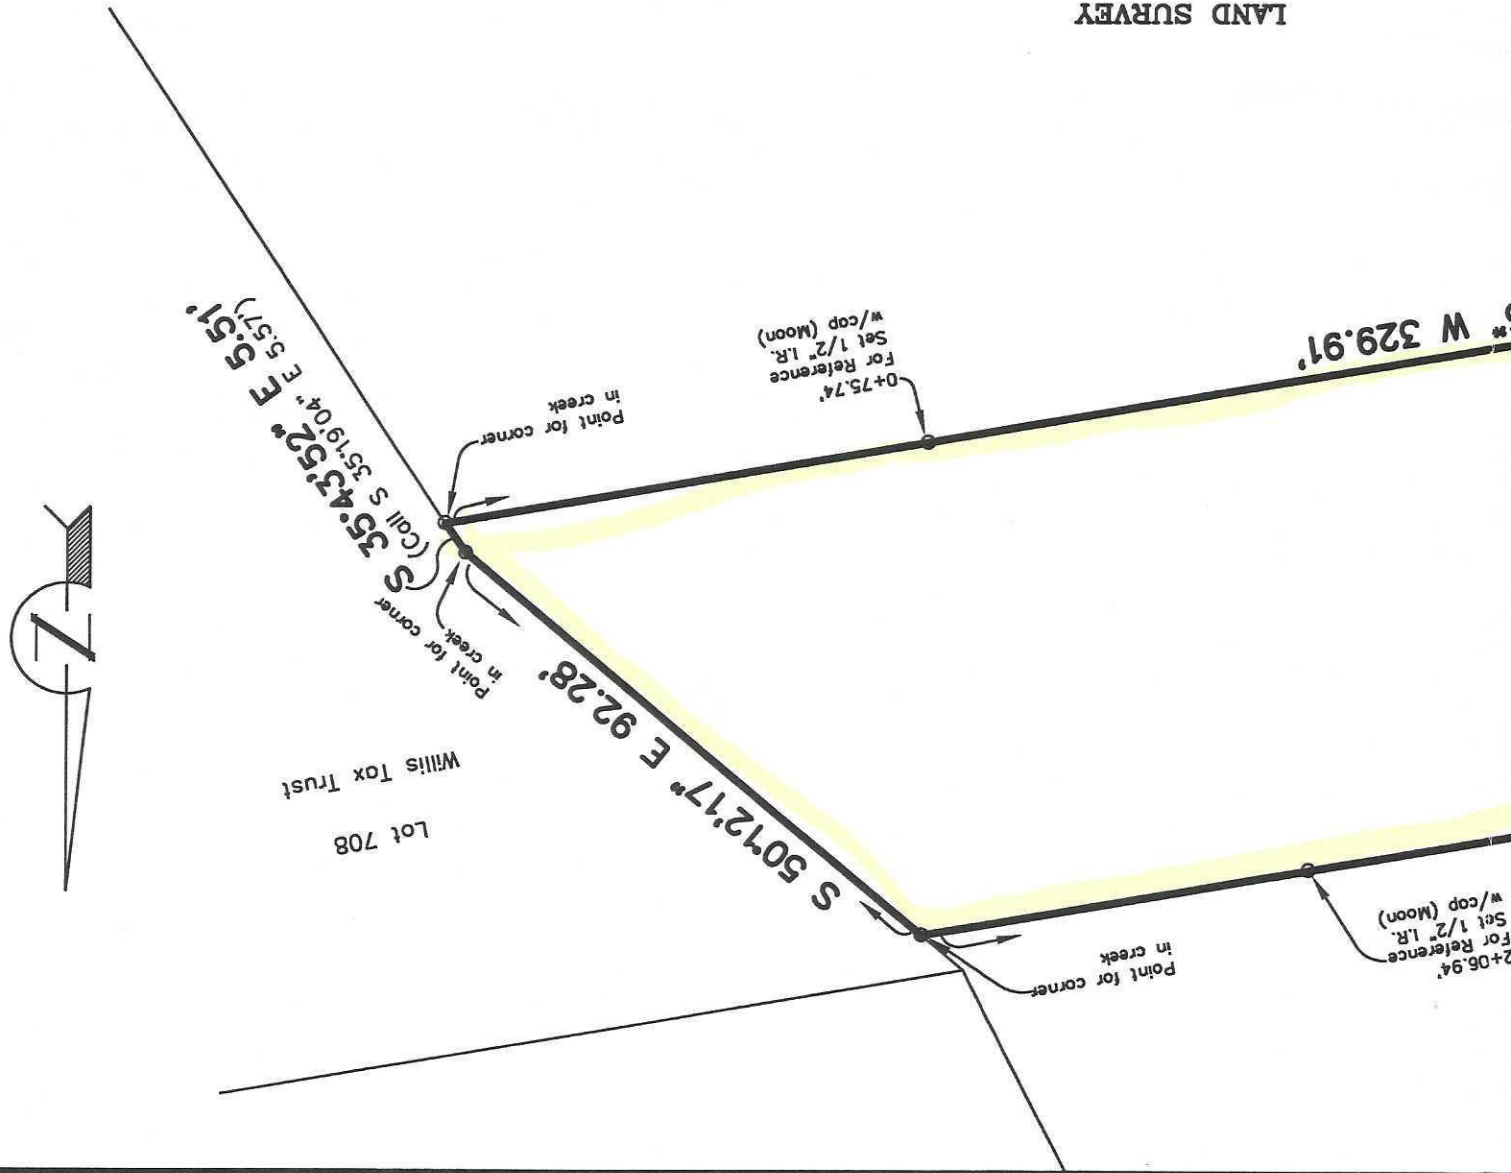 2+06.94'
For Reference
Set 1/2" I.R.
w/cap (Moon)
Point for corner
in creek
S 50°12'17" E 92.28'
Lot 708
Willis Tax Trust
N
Point for corner
in creek
S 35°43'52" E 5.51'
(Call S 35°19'04" E 5.57')
Point for corner
in creek
0+75.74'
For Reference
Set 1/2" I.R.
w/cap (Moon)
" W 329.91'
LAND SURVEY